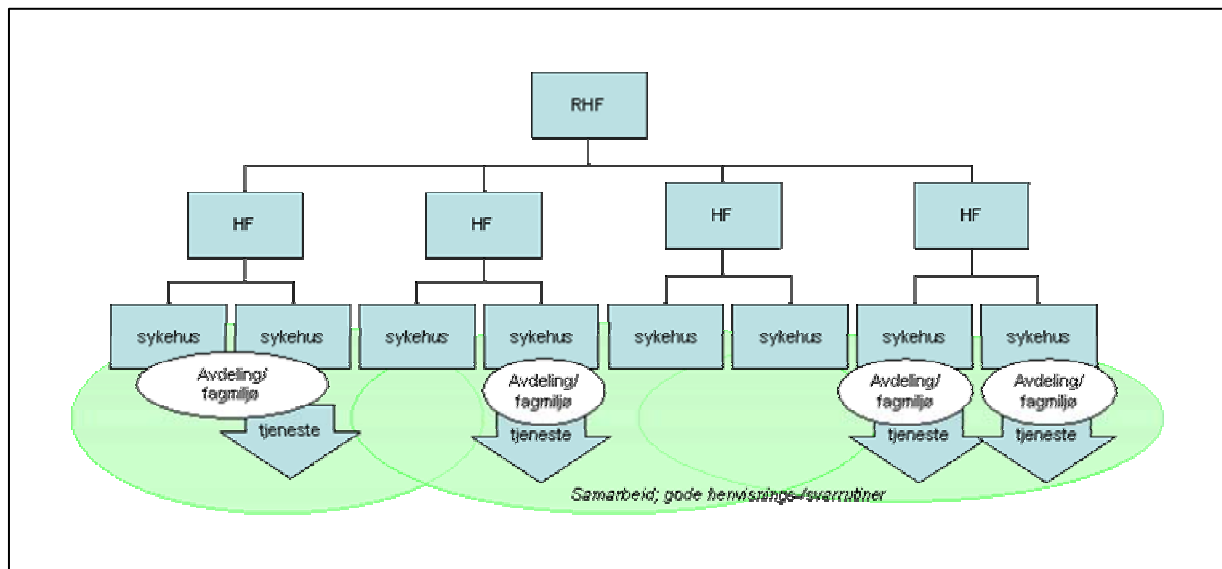 RHF
HF
HF
HF
HF
sykehus
sykehus
sykehus
sykehus
sykehus
sykehus
sykehus
sykehus
Avdeling/
fagmiljø
Avdeling/
fagmiljø
Avdeling/
fagmiljø
Avdeling/
fagmiljø
tjeneste
tjeneste
tjeneste
tjeneste
Samarbeid; gode henvisnings-/svarrutiner